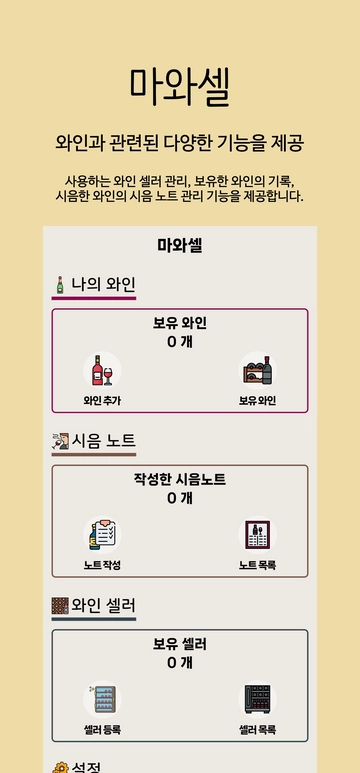 마와셀
와인과 관련된 다양한 기능을 제공
사용하는 와인 셀러 관리, 보유한 와인의 기록,
시음한 와인의 시음 노트 관리 기능을 제공합니다.
마와셀
나의 와인
보유 와인
0 개
와인 추가
보유 와인
시음 노트
작성한 시음노트
0 개
노트 작성
노트 목록
와인 셀러
보유 셀러
0 개
셀러 등록
셀러 목록
설정